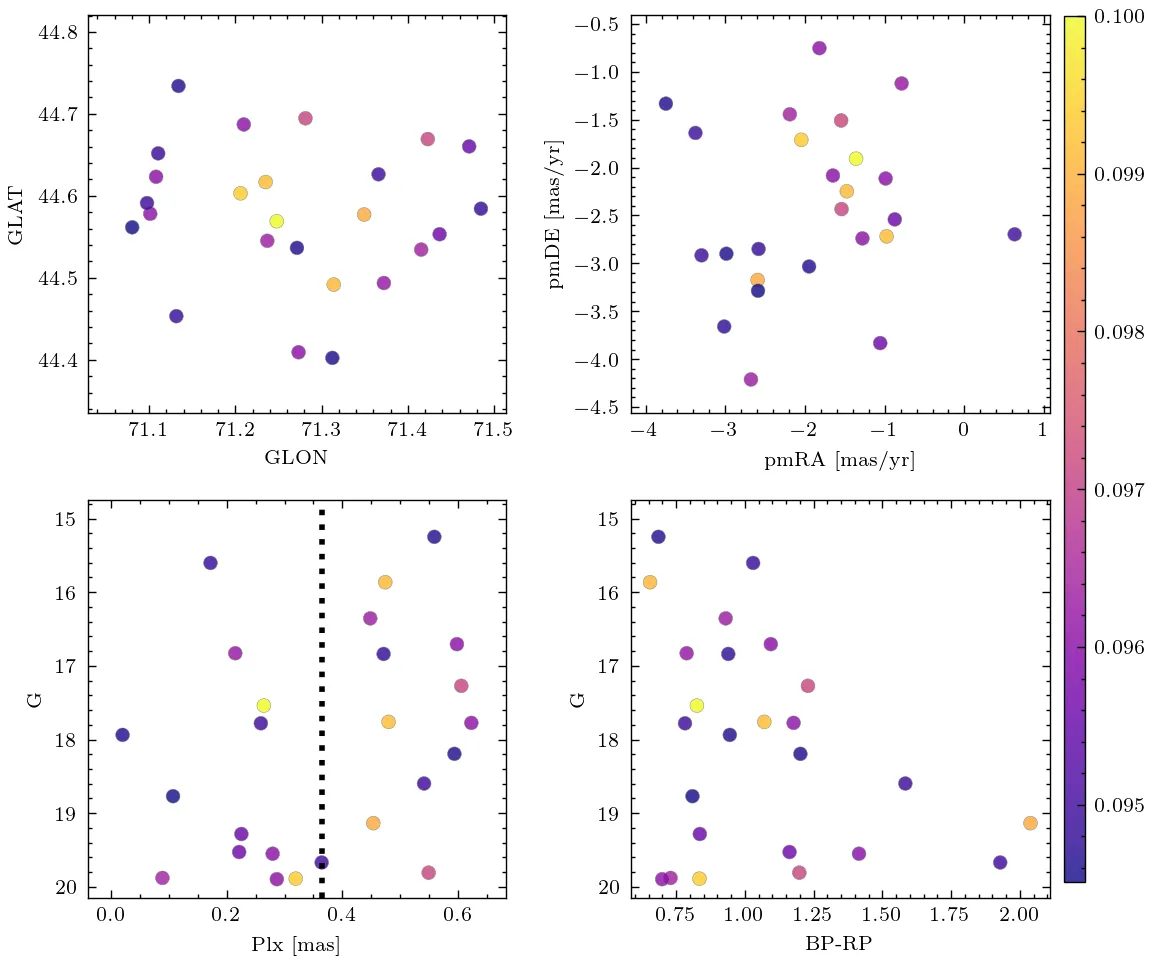 44.8
44.7
44.6
44.5
44.4
GLAT
71.1 71.2 71.3 71.4 71.5
GLON
−0.5
−1.0
−1.5
−2.0
−2.5
−3.0
−3.5
−4.0
−4.5
pmDE [mas/yr]
−4 −3 −2 −1 0 1
pmRA [mas/yr]
0.100
0.099
0.098
0.097
0.096
0.095
15
16
17
18
19
20
G
0.0 0.2 0.4 0.6
Plx [mas]
15
16
17
18
19
20
G
0.75 1.00 1.25 1.50 1.75 2.00
BP-RP